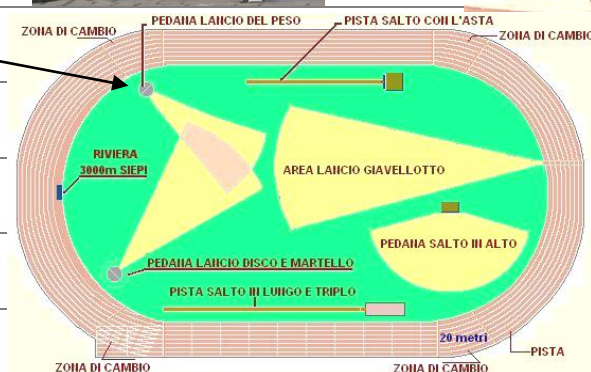 PEDANA LANCIO DEL PESO
PISTA SALTO CON L'ASTA
ZONA DI CAMBIO
ZONA DI CAMBIO
RIVIERA
3000m SIEPI
AREA LANCIO GIAVELLOTTO
PEDANA SALTO IN ALTO
PEDANA LANCIO DISCO E MARTELLO
PISTA SALTO IN LUNGO E TRIPLO
20 metri
PISTA
ZONA DI CAMBIO
ZONA DI CAMBIO